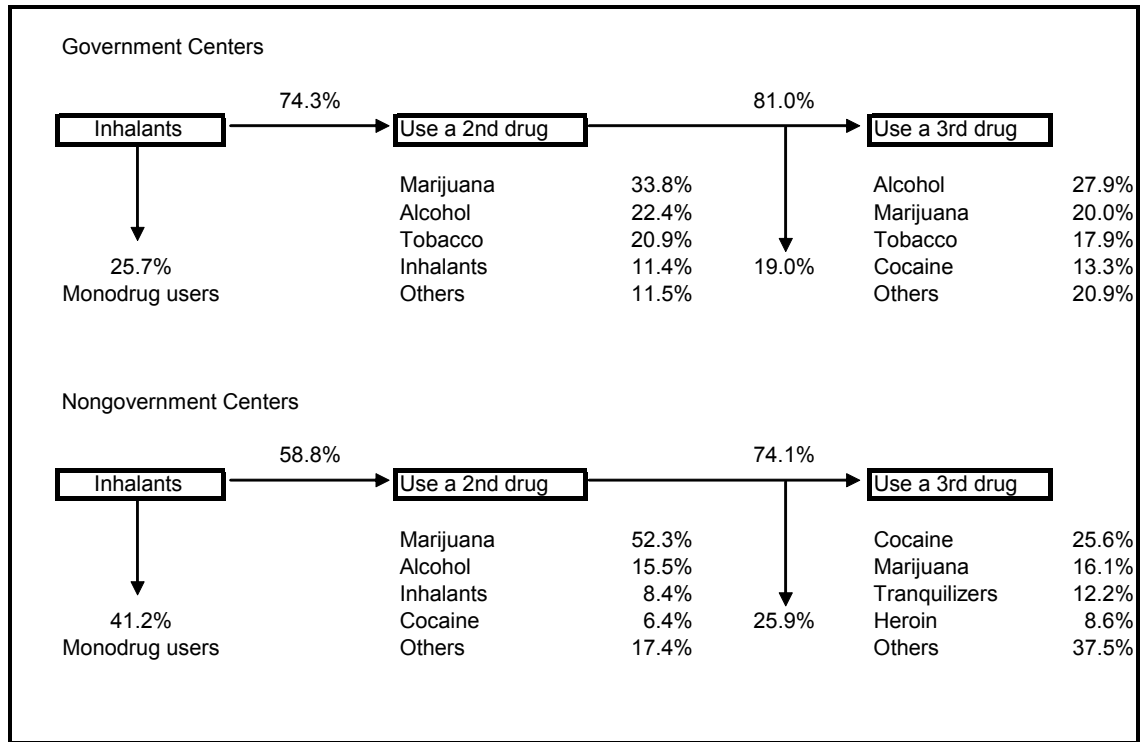 Government Centers
74.3% 81.0%
Inhalants Use a 2nd drug Use a 3rd drug
Marijuana 33.8% Alcohol 27.9%
Alcohol 22.4% Marijuana 20.0%
Tobacco 20.9% Tobacco 17.9%
25.7% Inhalants 11.4% 19.0% Cocaine 13.3%
Monodrug users Others 11.5% Others 20.9%
Nongovernment Centers
58.8% 74.1%
Inhalants Use a 2nd drug Use a 3rd drug
Marijuana 52.3% Cocaine 25.6%
Alcohol 15.5% Marijuana 16.1%
Inhalants 8.4% Tranquilizers 12.2%
41.2% Cocaine 6.4% 25.9% Heroin 8.6%
Monodrug users Others 17.4% Others 37.5%